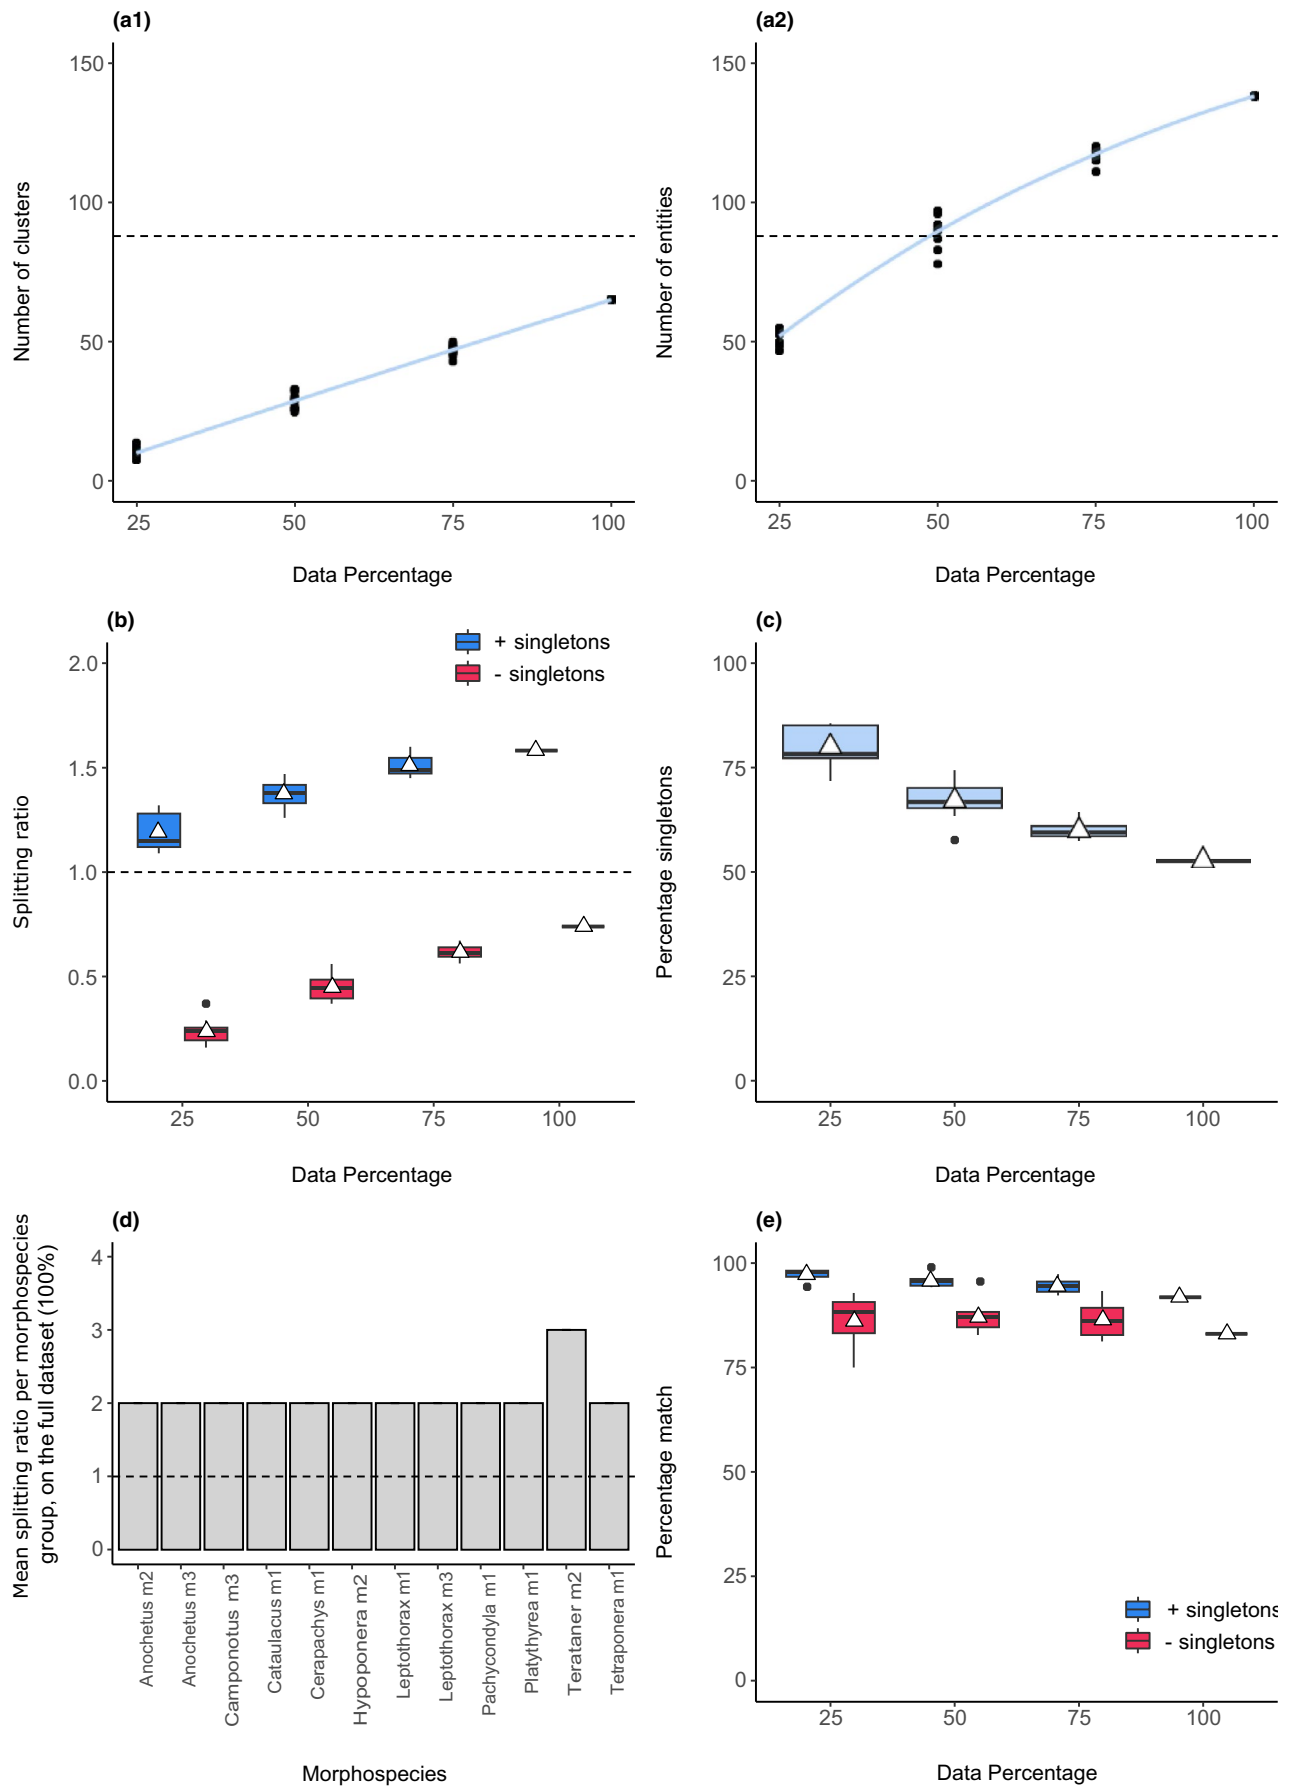 (a1)
150
100
50
0
Number of clusters
25 50 75 100
Data Percentage
(a2)
150
100
50
0
Number of entities
25 50 75 100
Data Percentage
(b)
+ singletons
- singletons
2.0
1.5
1.0
0.5
0.0
Splitting ratio
25 50 75 100
Data Percentage
(c)
100
75
50
25
0
Percentage singletons
25 50 75 100
Data Percentage
(d)
Mean splitting ratio per morphospecies
group, on the full dataset (100%)
4
3
2
1
0
Anochetus m2
Anochetus m3
Camponotus m3
Cataulacus m1
Cerapachys m1
Hypoponera m2
Leptothorax m1
Leptothorax m3
Pachycondyla m1
Platythyrea m1
Terataner m2
Tetraponera m1
Morphospecies
(e)
100
75
50
25
0
Percentage match
+ singletons
- singletons
25 50 75 100
Data Percentage